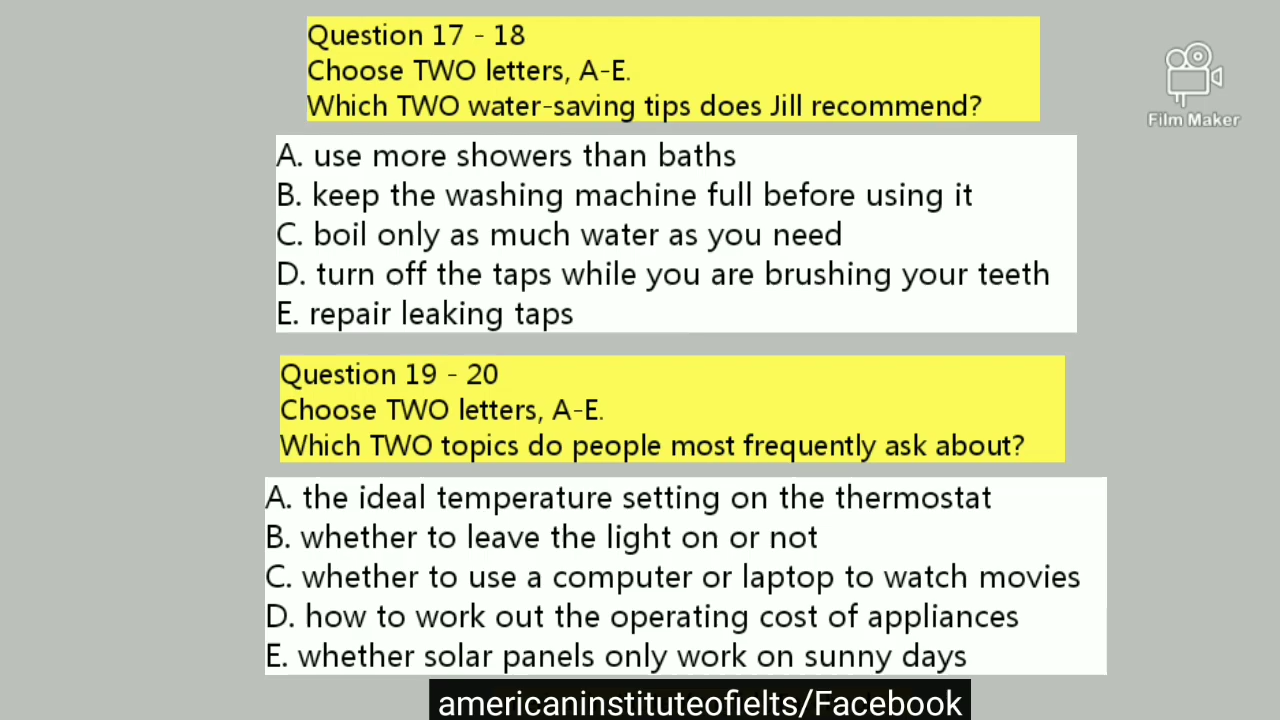 Question 17 - 18
Choose TWO letters, A-E.
Which TWO water-saving tips does Jill recommend?
Film Maker
A. use more showers than baths
B. keep the washing machine full before using it
C. boil only as much water as you need
D. turn off the taps while you are brushing your teeth
E. repair leaking taps
Question 19 - 20
Choose TWO letters, A-E.
Which TWO topics do people most frequently ask about?
A. the ideal temperature setting on the thermostat
B. whether to leave the light on or not
C. whether to use a computer or laptop to watch movies
D. how to work out the operating cost of appliances
E. whether solar panels only work on sunny days
americaninstituteofielts/Facebook